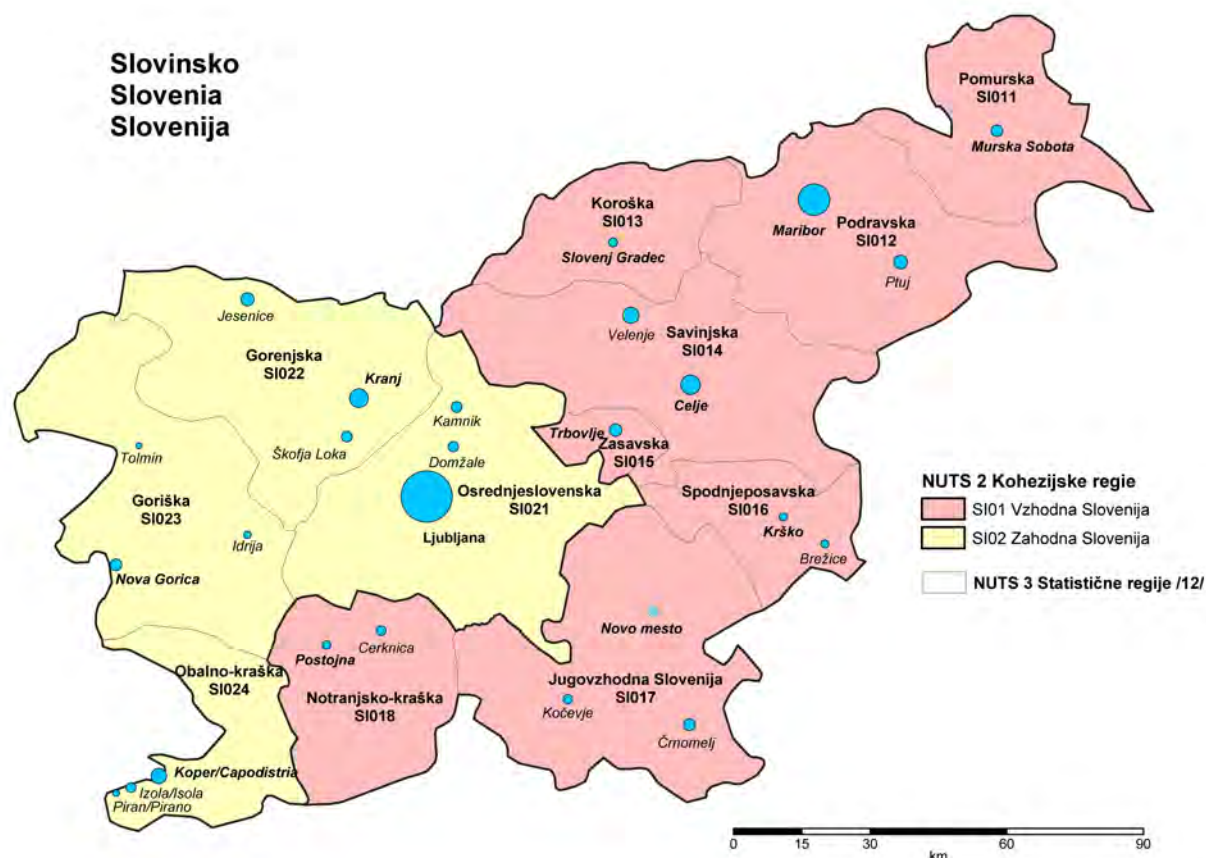 Slovinsko
Slovenia
Slovenija
Pomurska
SI011
Murska Sobota
Koroška
SI013
Slovenj Gradec
Maribor
Podravska
SI012
Ptuj
Jesenice
Velenje
Savinjska
SI014
Gorenjska
SI022
Kranj
Celje
Kamnik
Škofja Loka
Tolmin
Domžale
Trbovlje
Zasavska
SI015
Goriška
SI023
Osrednjeslovenska
SI021
Ljubljana
Spodnjeposavska
SI016
Krško
Brežice
Idrija
Nova Gorica
NUTS 2 Kohezijske regie
SI01 Vzhodna Slovenija
SI02 Zahodna Slovenija
NUTS 3 Statistične regije /12/
Novo mesto
Cerknica
Postojna
Obalno-kraška
SI024
Notranjsko-kraška
SI018
Jugovzhodna Slovenija
SI017
Kočevje
Črnomelj
Koper/Capodistria
Izola/Isola
Piran/Pirano
0 15 30 60 90
km